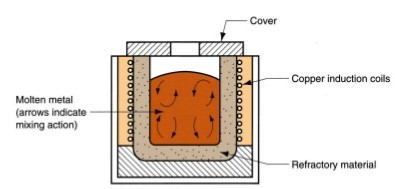 Cover
Copper induction coils
Molten metal
(arrows indicate
mixing action)
Refractory material